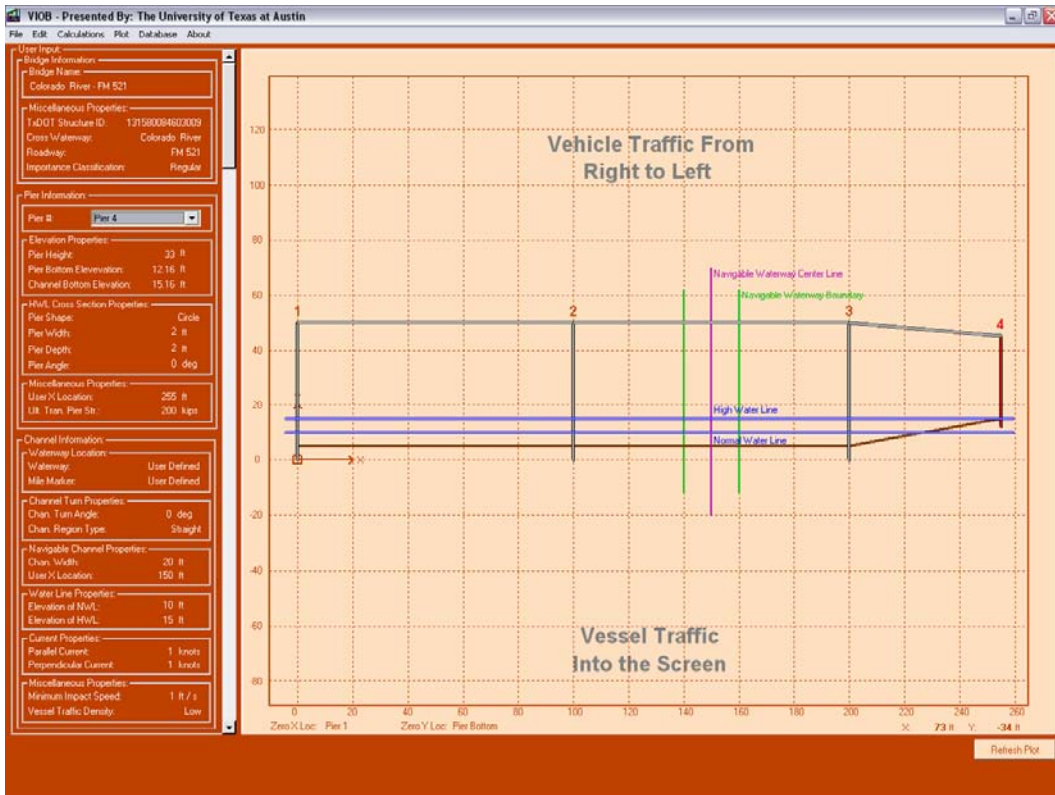 VIOB - Presented By: The University of Texas at Austin
File Edit Calculations Plot Database About
User Input:
Bridge Information:
Bridge Name:
Colorado River - FM 521
Miscellaneous Properties:
TxDOT Structure ID: 131580084603009
Cross Waterway: Colorado River
Roadway: FM 521
Importance Classification: Regular
Pier Information:
Pier #: Pier 4
Elevation Properties:
Pier Height: 33 ft
Pier Bottom Elevevation: 12.16 ft
Channel Bottom Elevation: 15.16 ft
HWL Cross Section Properties:
Pier Shape: Circle
Pier Width: 2 ft
Pier Depth: 2 ft
Pier Angle: 0 deg
Miscellaneous Properties:
User X Location: 255 ft
Ult. Tran. Pier Str.: 200 kips
Channel Information:
Waterway Location:
Waterway: User Defined
Mile Marker: User Defined
Channel Turn Properties:
Chan. Turn Angle: 0 deg
Chan. Region Type: Straight
Navigable Channel Properties:
Chan. Width: 20 ft
User X Location: 150 ft
Water Line Properties:
Elevation of NWL: 10 ft
Elevation of HWL: 15 ft
Current Properties:
Parallel Current: 1 knots
Perpendicular Current: 1 knots
Miscellaneous Properties:
Minimum Impact Speed: 1 ft / s
Vessel Traffic Density: Low
120
Vehicle Traffic From
Right to Left
100
80
Navigable Waterway Center Line
60
Navigable Waterway Boundary
1 2 3 4
40
20
High Water Line
Normal Water Line
0
X
-20
-40
60
Vessel Traffic
Into the Screen
80
0 20 40 60 80 100 120 140 160 180 200 220 240 260
Zero X Loc: Pier 1 Zero Y Loc: Pier Bottom X: 73 ft Y: -34 ft
Refresh Plot